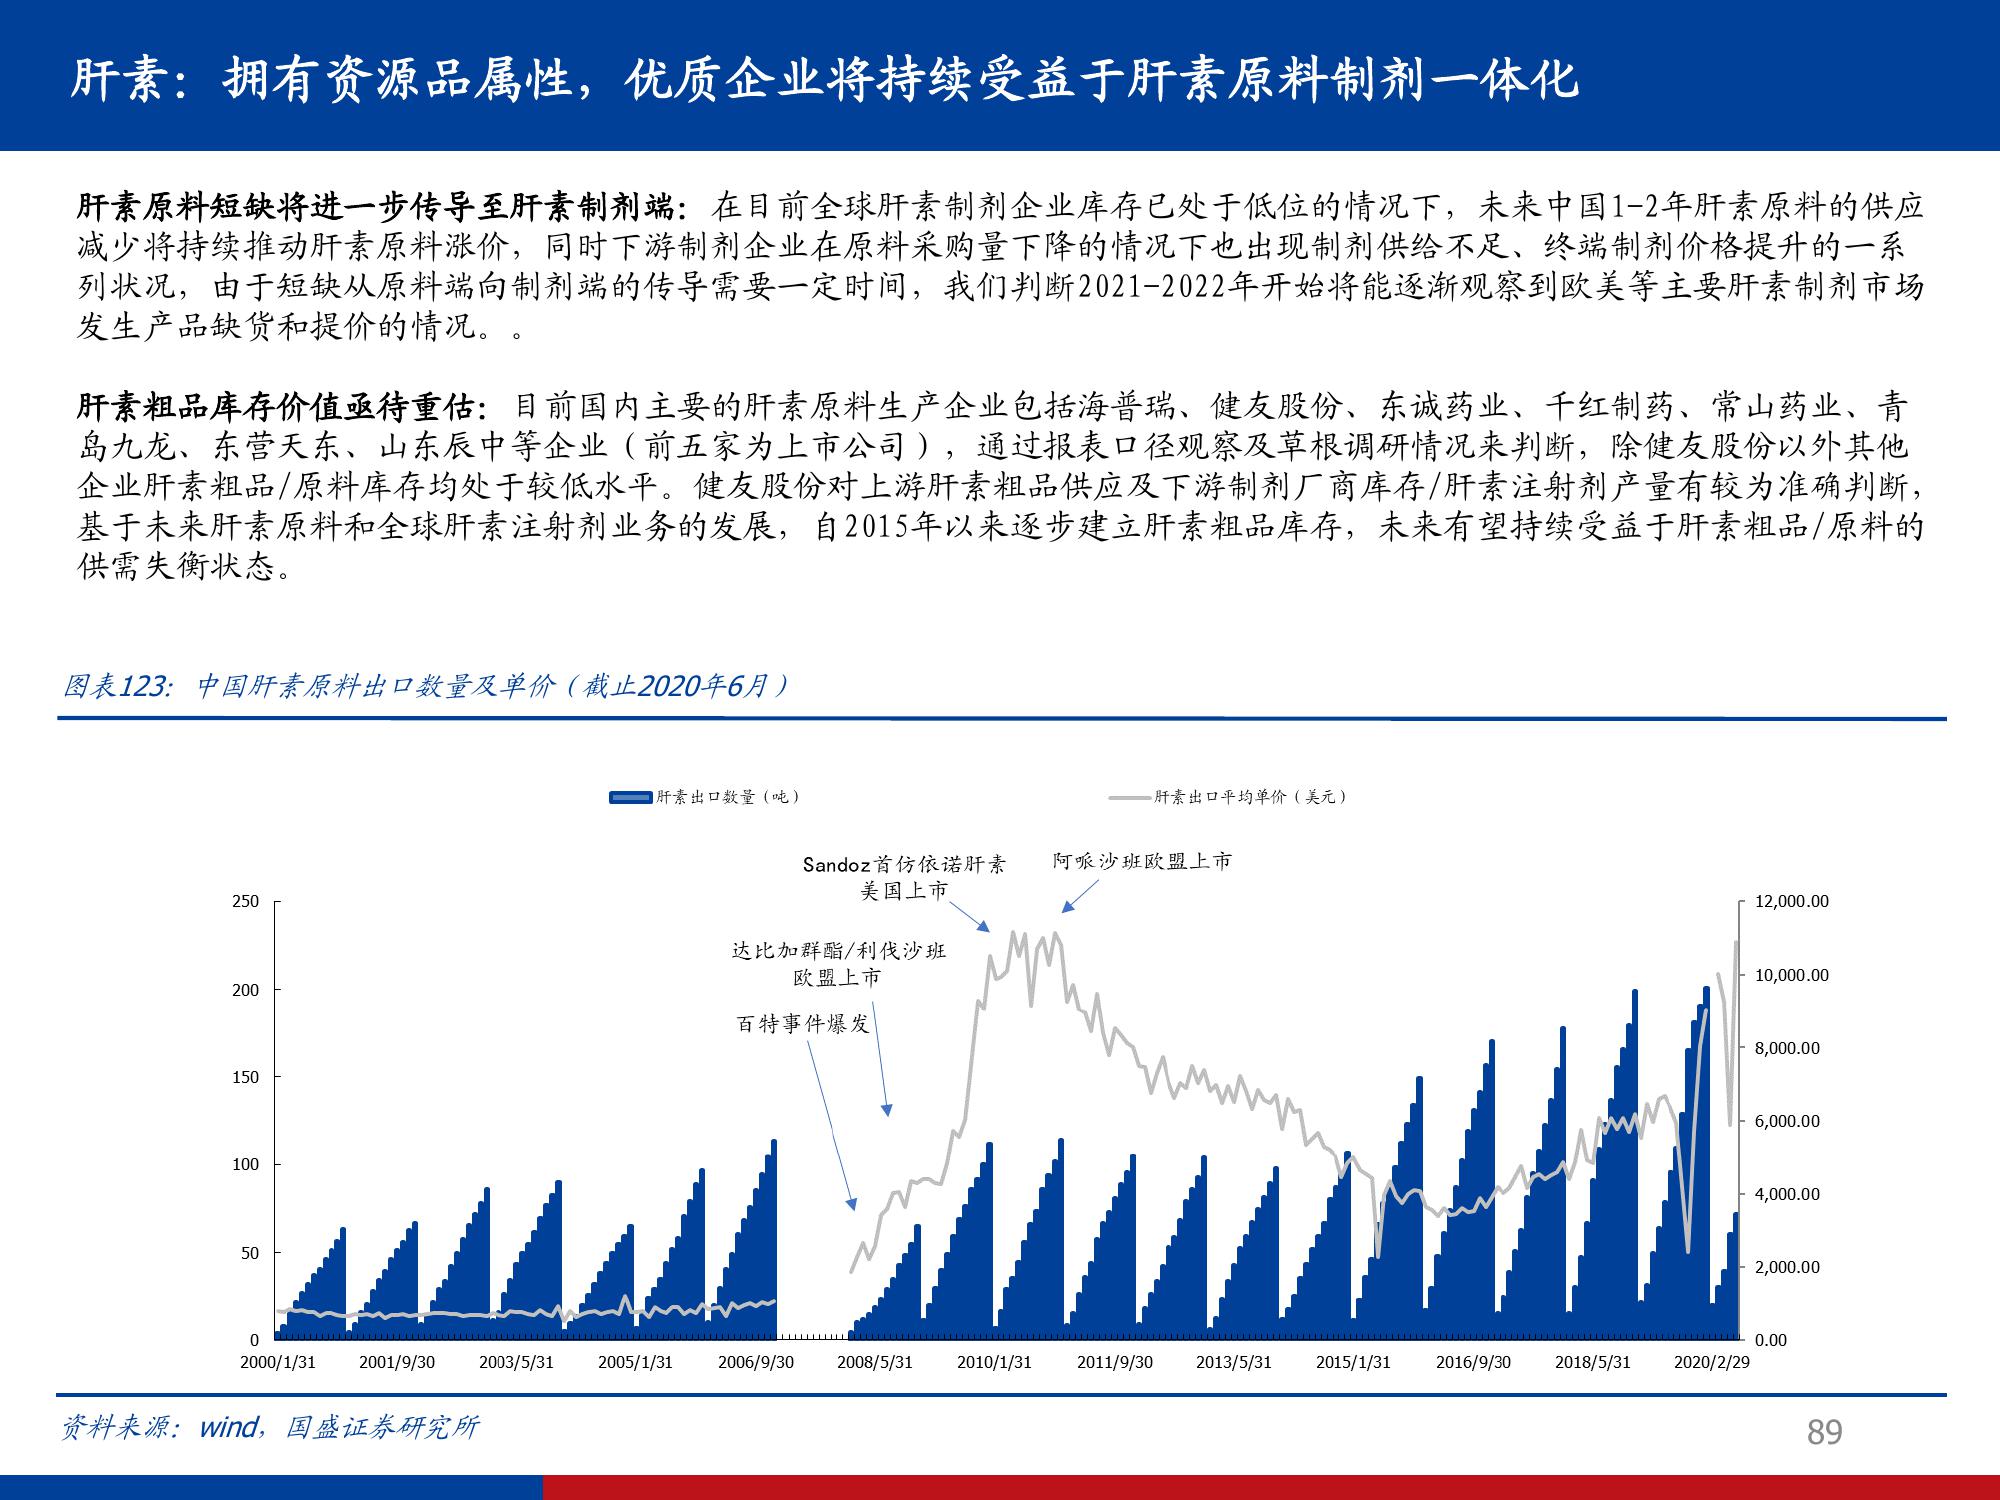 肝素：拥有资源品属性，优质企业将持续受益于肝素原料制剂一体化
肝素原料短缺将进一步传导至肝素制剂端：在目前全球肝素制剂企业库存已处于低位的情况下，未来中国1-2年肝素原料的供应
减少将持续推动肝素原料涨价，同时下游制剂企业在原料采购量下降的情况下也出现制剂供给不足、终端制剂价格提升的一系
列状况，由于短缺从原料端向制剂端的传导需要一定时间，我们判断2021-2022年开始将能逐渐观察到欧美等主要肝素制剂市场
发生产品缺货和提价的情况。。
肝素粗品库存价值亟待重估：目前国内主要的肝素原料生产企业包括海普瑞、健友股份、东诚药业、千红制药、常山药业、青
岛九龙、东营天东、山东辰中等企业（前五家为上市公司），通过报表口径观察及草根调研情况来判断，除健友股份以外其他
企业肝素粗品/原料库存均处于较低水平。健友股份对上游肝素粗品供应及下游制剂厂商库存/肝素注射剂产量有较为准确判断，
基于未来肝素原料和全球肝素注射剂业务的发展，自2015年以来逐步建立肝素粗品库存，未来有望持续受益于肝素粗品/原料的
供需失衡状态。
图表123：中国肝素原料出口数量及单价（截止2020年6月）
肝素出口数量（吨）
肝素出口平均单价（美元）
Sandoz首仿依诺肝素
美国上市
阿哌沙班欧盟上市
达比加群酯/利伐沙班
欧盟上市
百特事件爆发
250
200
150
100
50
0
12,000.00
10,000.00
8,000.00
6,000.00
4,000.00
2,000.00
0.00
2000/1/31 2001/9/30 2003/5/31 2005/1/31 2006/9/30 2008/5/31 2010/1/31 2011/9/30 2013/5/31 2015/1/31 2016/9/30 2018/5/31 2020/2/29
资料来源：wind，国盛证券研究所
89